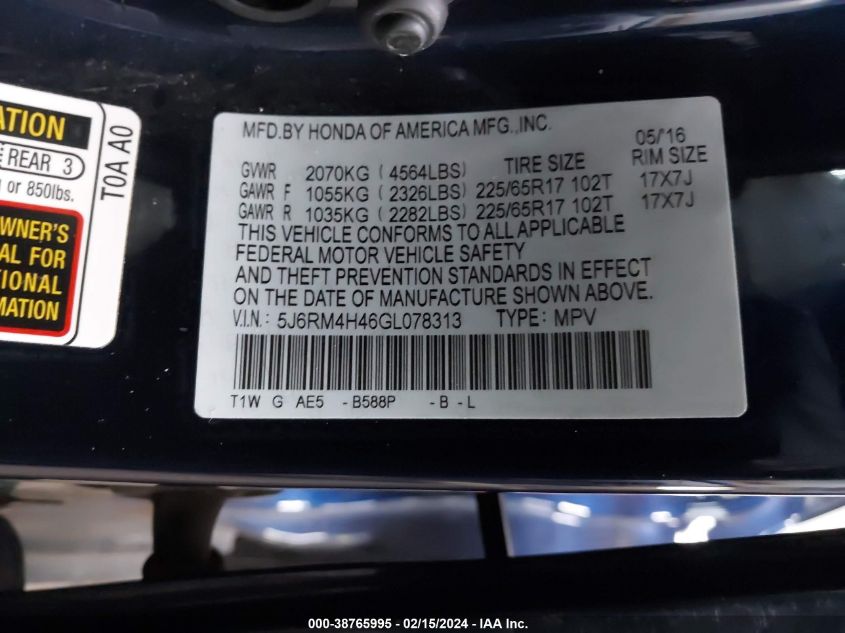 ATION
REAR 3
or 850lbs.
WNER'S
AL FOR
TIONAL
MATION
T0A A0
MFD.BY HONDA OF AMERICA MFG.,INC.
05/'16
GVWR 2070KG ( 4564LBS) TIRE SIZE RIM SIZE
GAWR F 1055KG ( 2326LBS) 225/65R17 102T 17X7J
GAWR R 1035KG ( 2282LBS) 225/65R17 102T 17X7J
THIS VEHICLE CONFORMS TO ALL APPLICABLE
FEDERAL MOTOR VEHICLE SAFETY
AND THEFT PREVENTION STANDARDS IN EFFECT
ON THE DATE OF MANUFACTURE SHOWN ABOVE.
V.I.N.: 5J6RM4H46GL078313 TYPE: MPV
T1W G AE5 -B588P -B -L
000-38765995 - 02/15/2024 - IAA Inc.